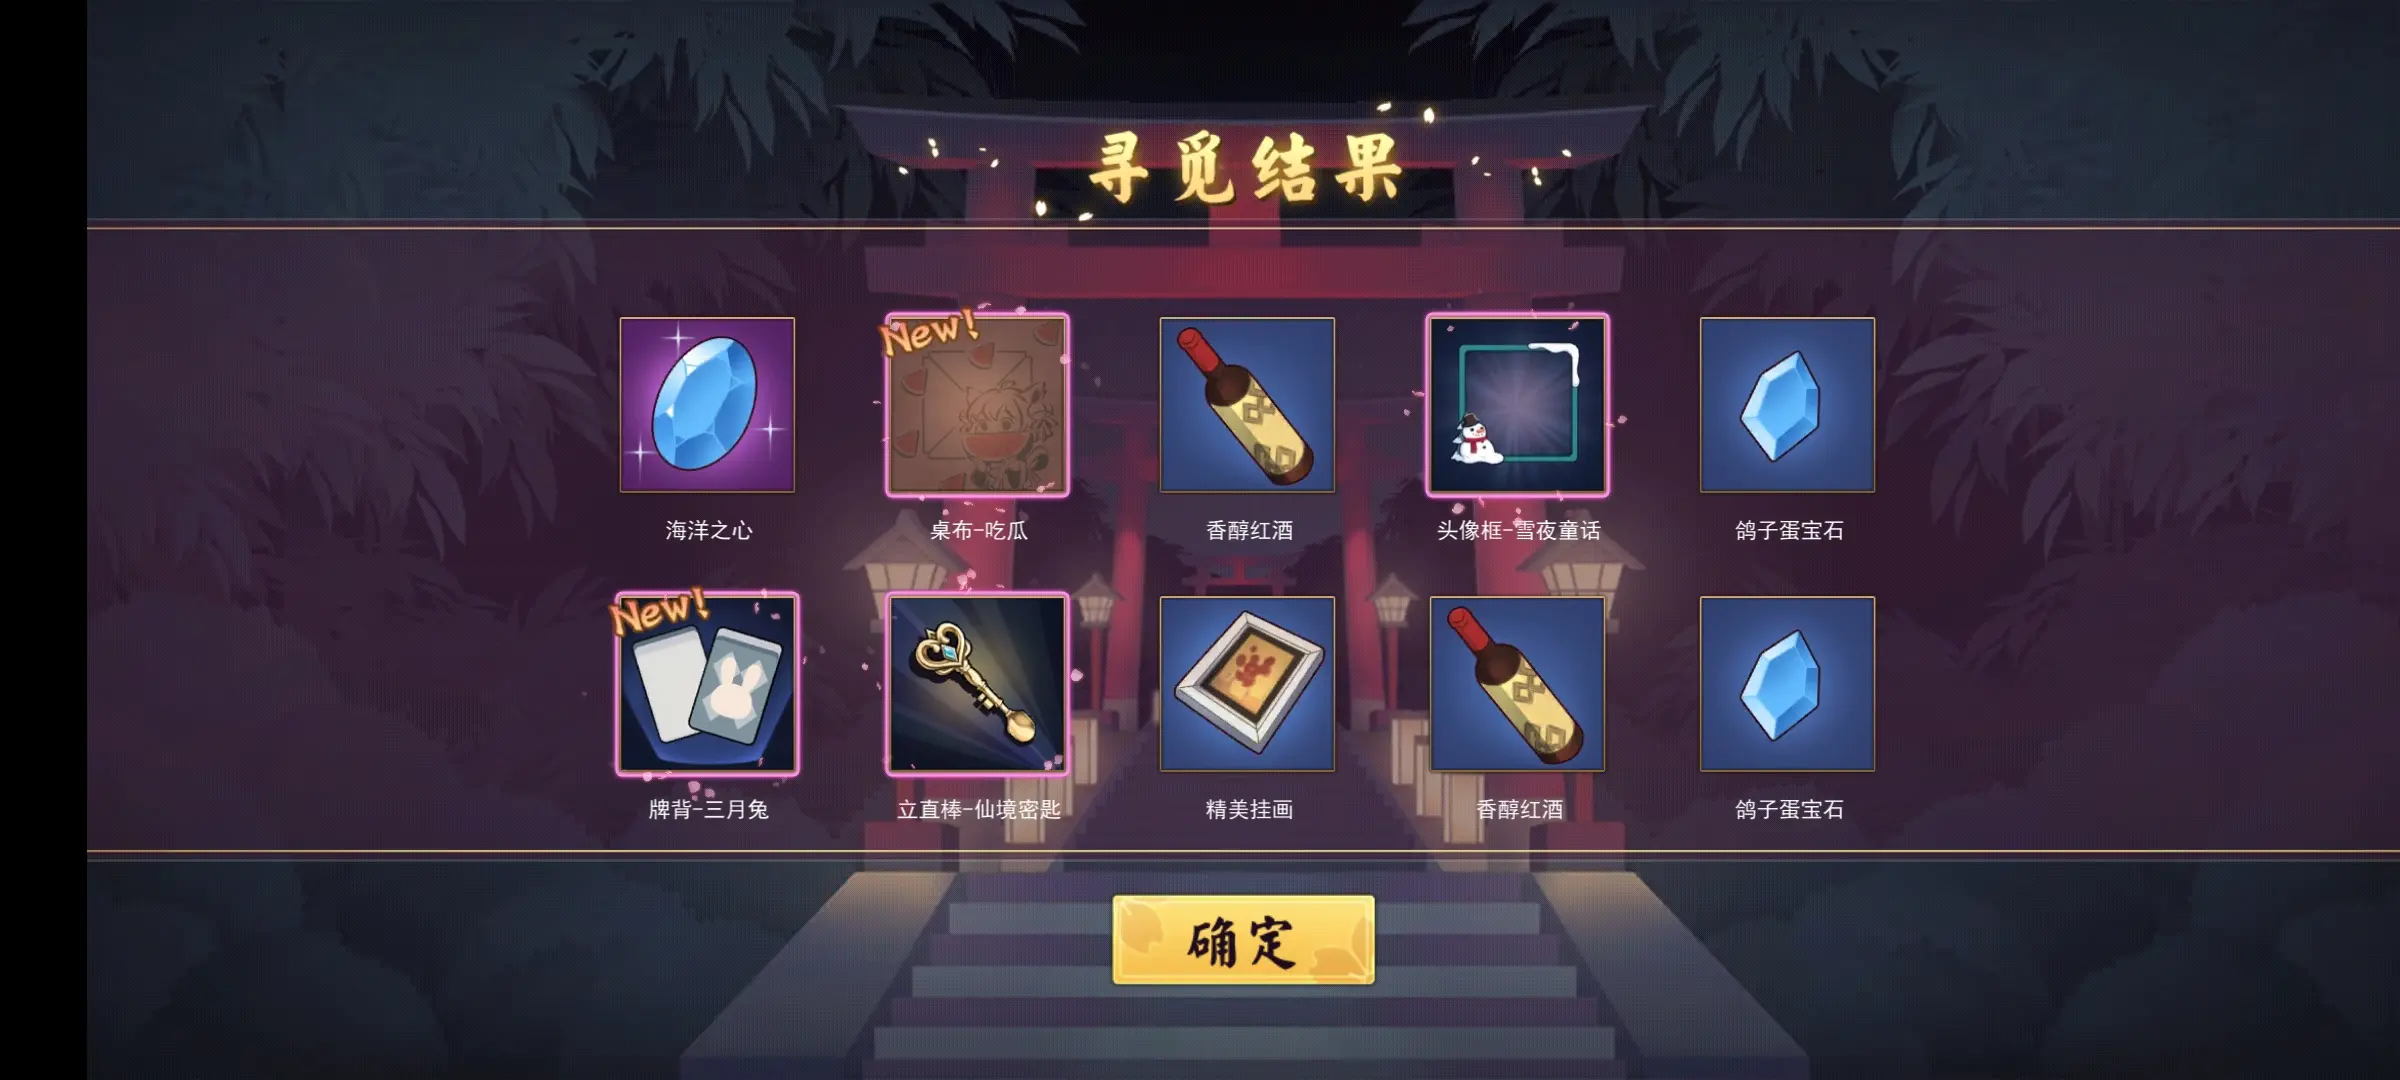 寻觅结果
New!
海洋之心
桌布-吃瓜
香醇红酒
头像框-雪夜童话
鸽子蛋宝石
New!
牌背-三月兔
立直棒-仙境密匙
精美挂画
香醇红酒
鸽子蛋宝石
确定